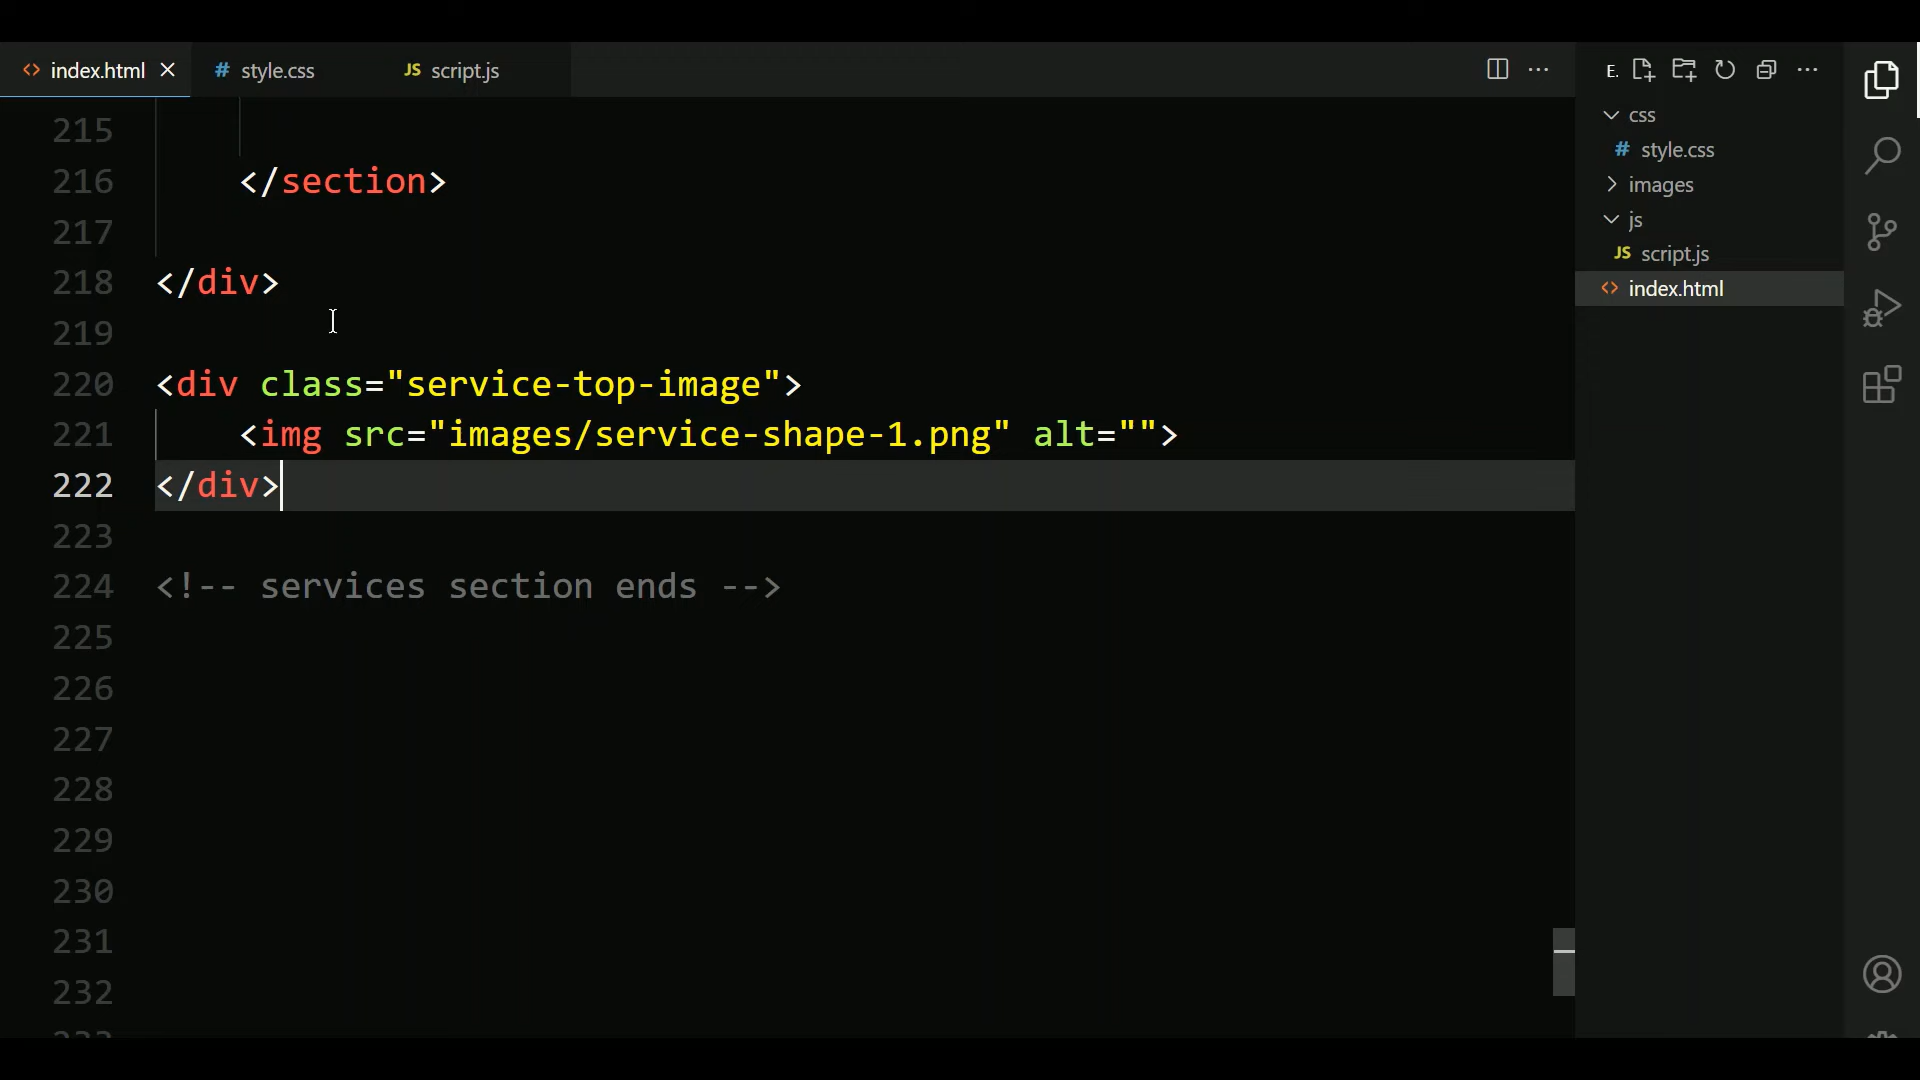 index.html
# style.css
JS script.js
E.
215
216 </section>
217
218 </div>
219
220 <div class="service-top-image">
221 <img src="images/service-shape-1.png" alt="">
222 </div>
223
224 <!-- services section ends -->
225
226
227
228
229
230
231
232
css
# style.css
images
js
JS script.js
index.html